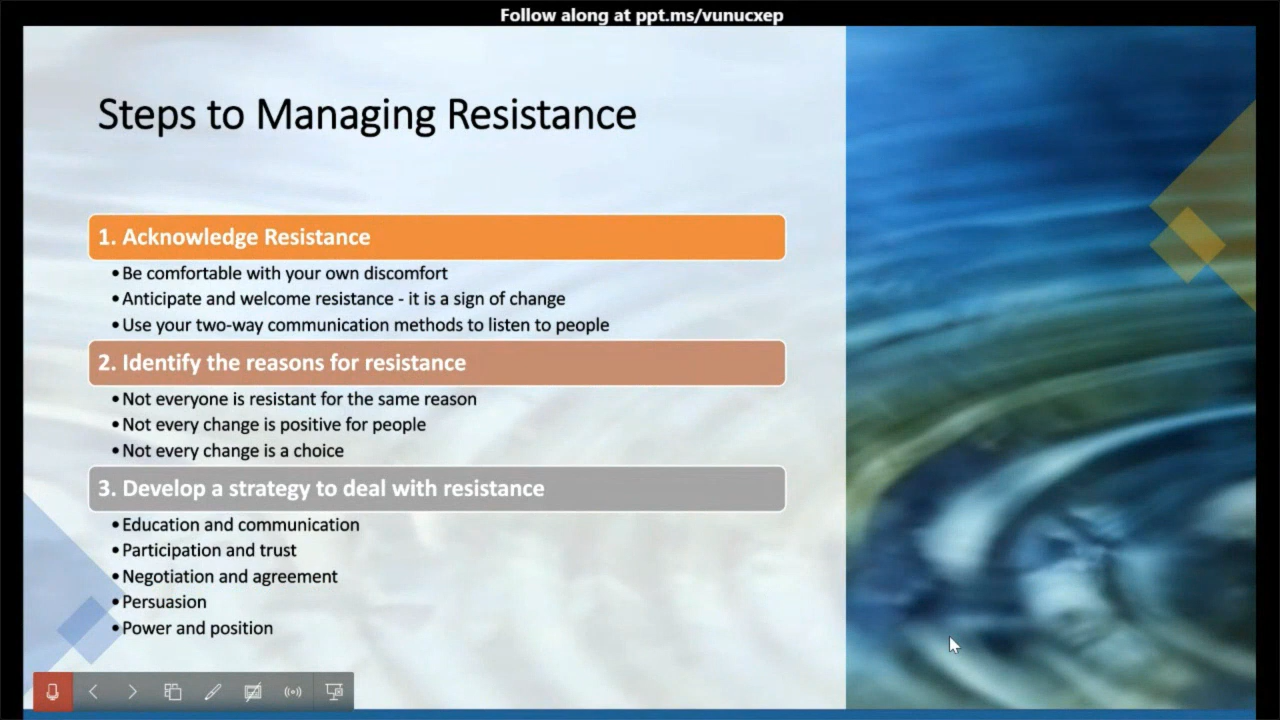 Follow along at ppt.ms/vunucxep
Steps to Managing Resistance
1. Acknowledge Resistance
•Be comfortable with your own discomfort
•Anticipate and welcome resistance - it is a sign of change
•Use your two-way communication methods to listen to people
2. Identify the reasons for resistance
•Not everyone is resistant for the same reason
•Not every change is positive for people
•Not every change is a choice
3. Develop a strategy to deal with resistance
•Education and communication
•Participation and trust
•Negotiation and agreement
•Persuasion
•Power and position